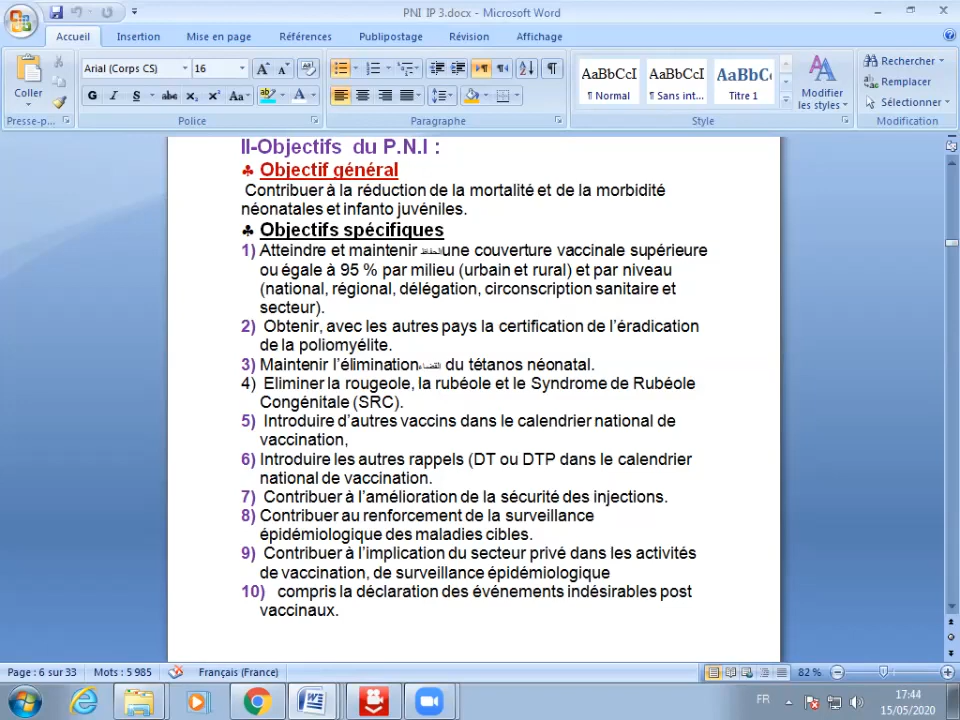 PNI IP 3.docx - Microsoft Word
Accueil Insertion Mise en page Références Publipostage Révision Affichage
Coller
Arial (Corps CS) 16
G I S abc X₂ X² Aa
AaBbCcI AaBbCcI AaBbC
¶ Normal ¶ Sans int... Titre 1
Modifier les styles
Rechercher
Remplacer
Sélectionner
Presse-p... Police Paragraphe Style Modification
II-Objectifs du P.N.I :
♣ Objectif général
Contribuer à la réduction de la mortalité et de la morbidité
néonatales et infanto juvéniles.
♣ Objectifs spécifiques
1) Atteindre et maintenir الحفاظ une couverture vaccinale supérieure
ou égale à 95 % par milieu (urbain et rural) et par niveau
(national, régional, délégation, circonscription sanitaire et
secteur).
2) Obtenir, avec les autres pays la certification de l’éradication
de la poliomyélite.
3) Maintenir l’élimination القضاء du tétanos néonatal.
4) Eliminer la rougeole, la rubéole et le Syndrome de Rubéole
Congénitale (SRC).
5) Introduire d’autres vaccins dans le calendrier national de
vaccination,
6) Introduire les autres rappels (DT ou DTP dans le calendrier
national de vaccination.
7) Contribuer à l’amélioration de la sécurité des injections.
8) Contribuer au renforcement de la surveillance
épidémiologique des maladies cibles.
9) Contribuer à l’implication du secteur privé dans les activités
de vaccination, de surveillance épidémiologique
10) compris la déclaration des événements indésirables post
vaccinaux.
Page : 6 sur 33 Mots : 5 985 Français (France) 82 %
FR 17:44
15/05/2020